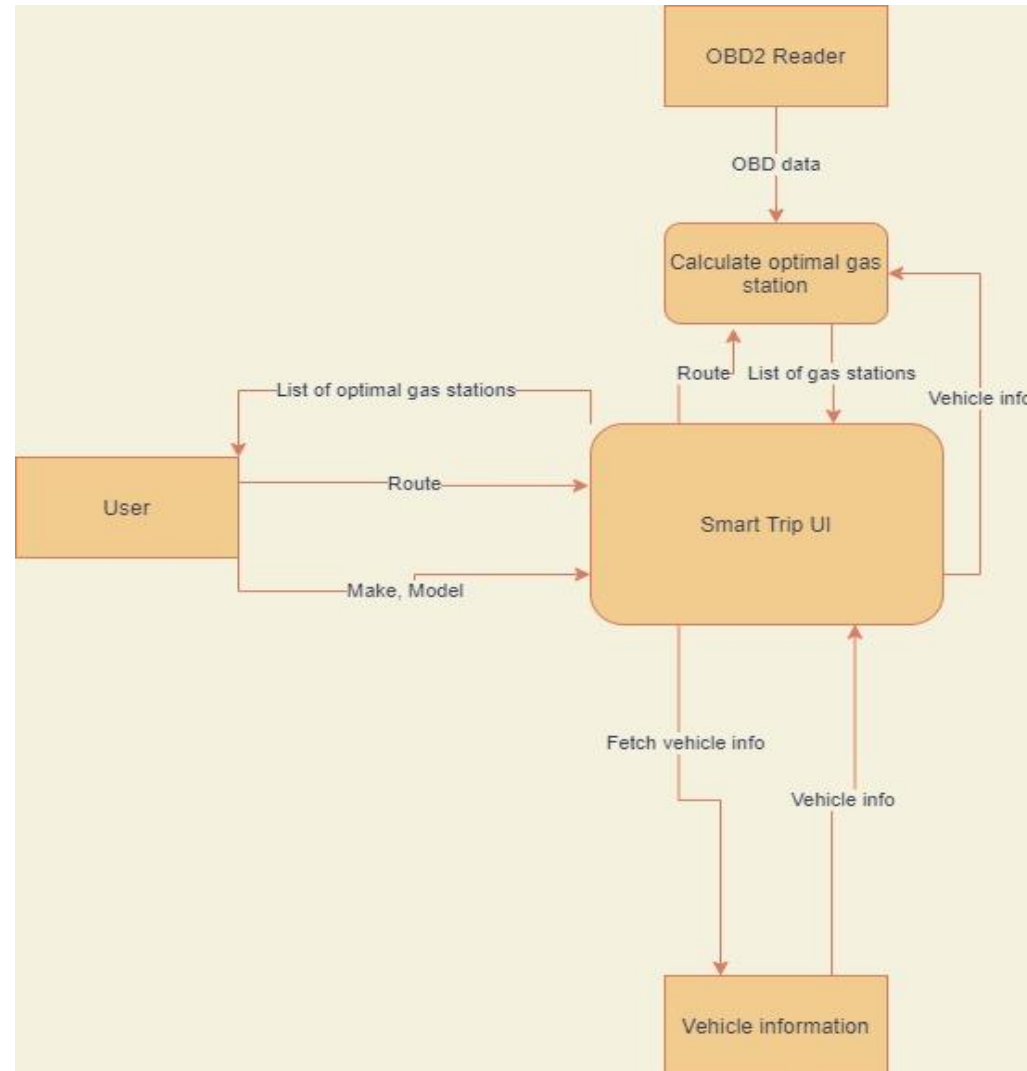 OBD2 Reader
OBD data
Calculate optimal gas
station
Route
List of gas stations
Vehicle info
List of optimal gas stations
User
Route
Make, Model
Smart Trip UI
Fetch vehicle info
Vehicle info
Vehicle information